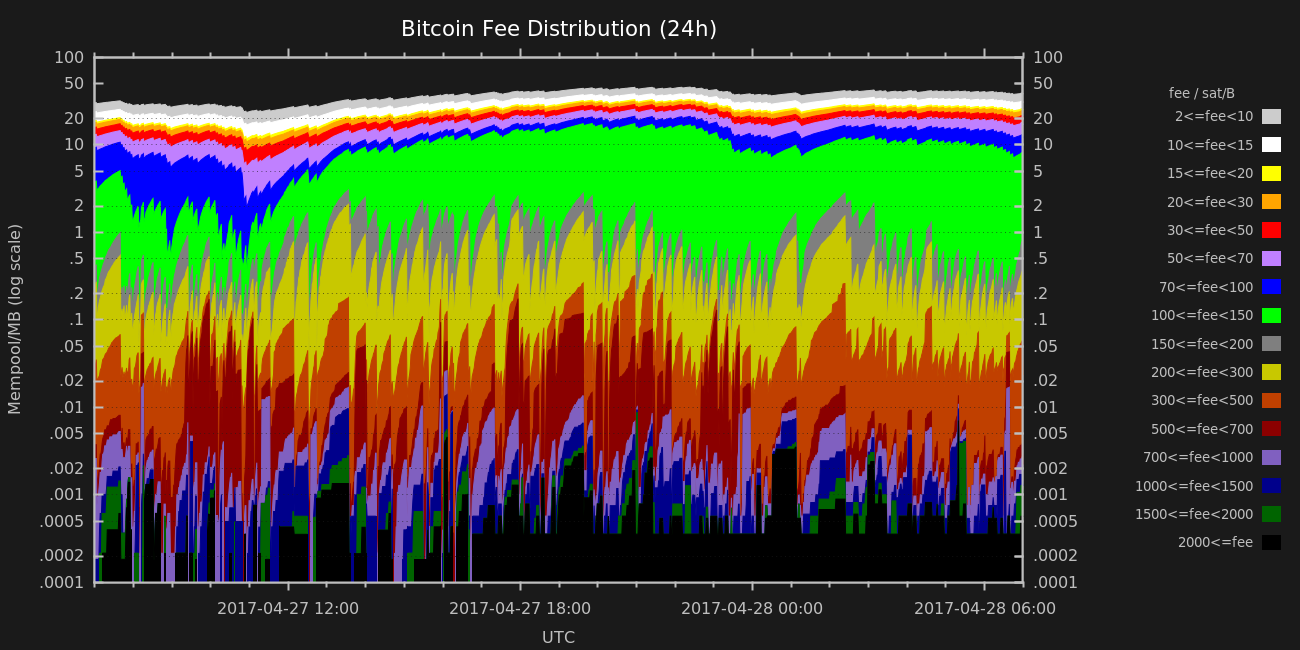 Bitcoin Fee Distribution (24h)
100
50
20
10
5
2
1
.5
.2
.1
.05
.02
.01
.005
.002
.001
.0005
.0002
.0001
Mempool/MB (log scale)
100
50
20
10
5
2
1
.5
.2
.1
.05
.02
.01
.005
.002
.001
.0005
.0002
.0001
2017-04-27 12:00
2017-04-27 18:00
2017-04-28 00:00
2017-04-28 06:00
UTC
fee / sat/B
2<=fee<10
10<=fee<15
15<=fee<20
20<=fee<30
30<=fee<50
50<=fee<70
70<=fee<100
100<=fee<150
150<=fee<200
200<=fee<300
300<=fee<500
500<=fee<700
700<=fee<1000
1000<=fee<1500
1500<=fee<2000
2000<=fee